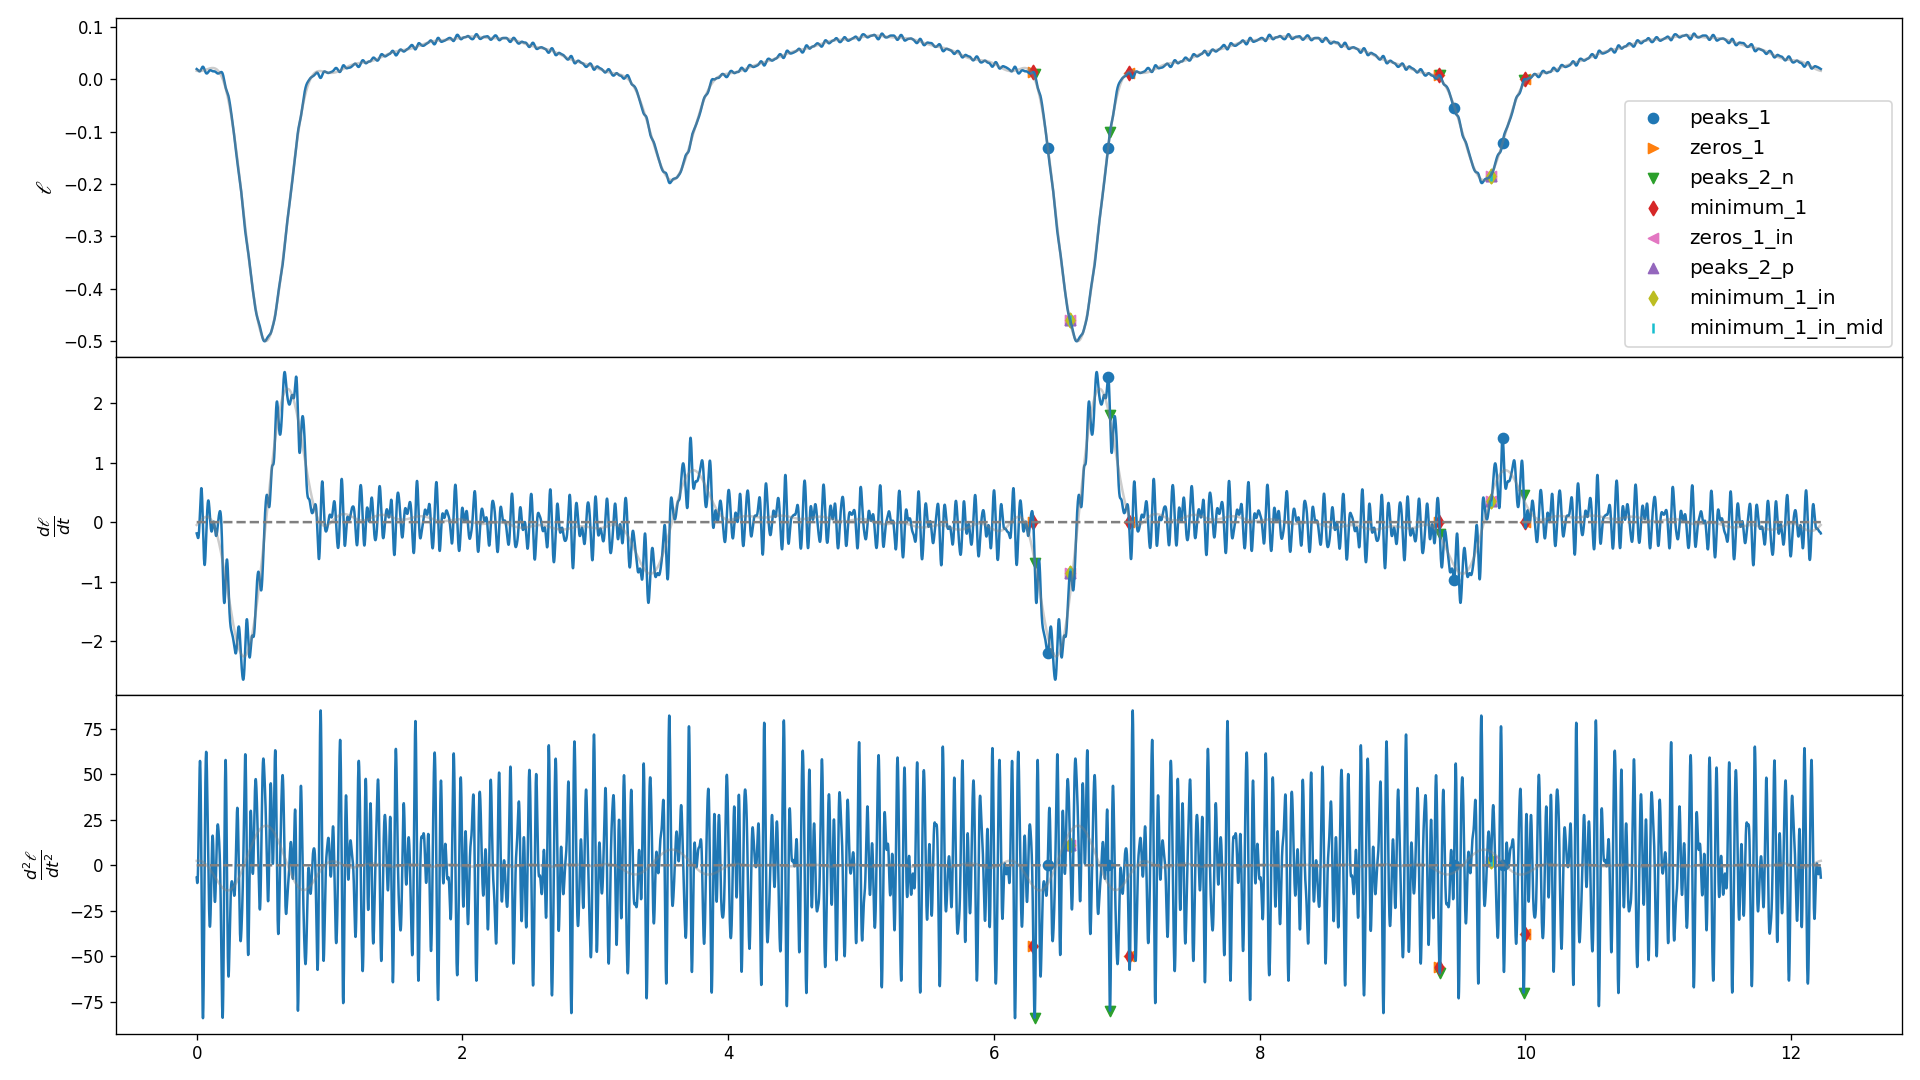 0.1
0.0
−0.1
−0.2
−0.3
−0.4
−0.5
ℓ
peaks_1
zeros_1
peaks_2_n
minimum_1
zeros_1_in
peaks_2_p
minimum_1_in
minimum_1_in_mid
2
1
0
−1
−2
dℓ
dt
75
50
25
0
−25
−50
−75
d²ℓ
dt²
0 2 4 6 8 10 12